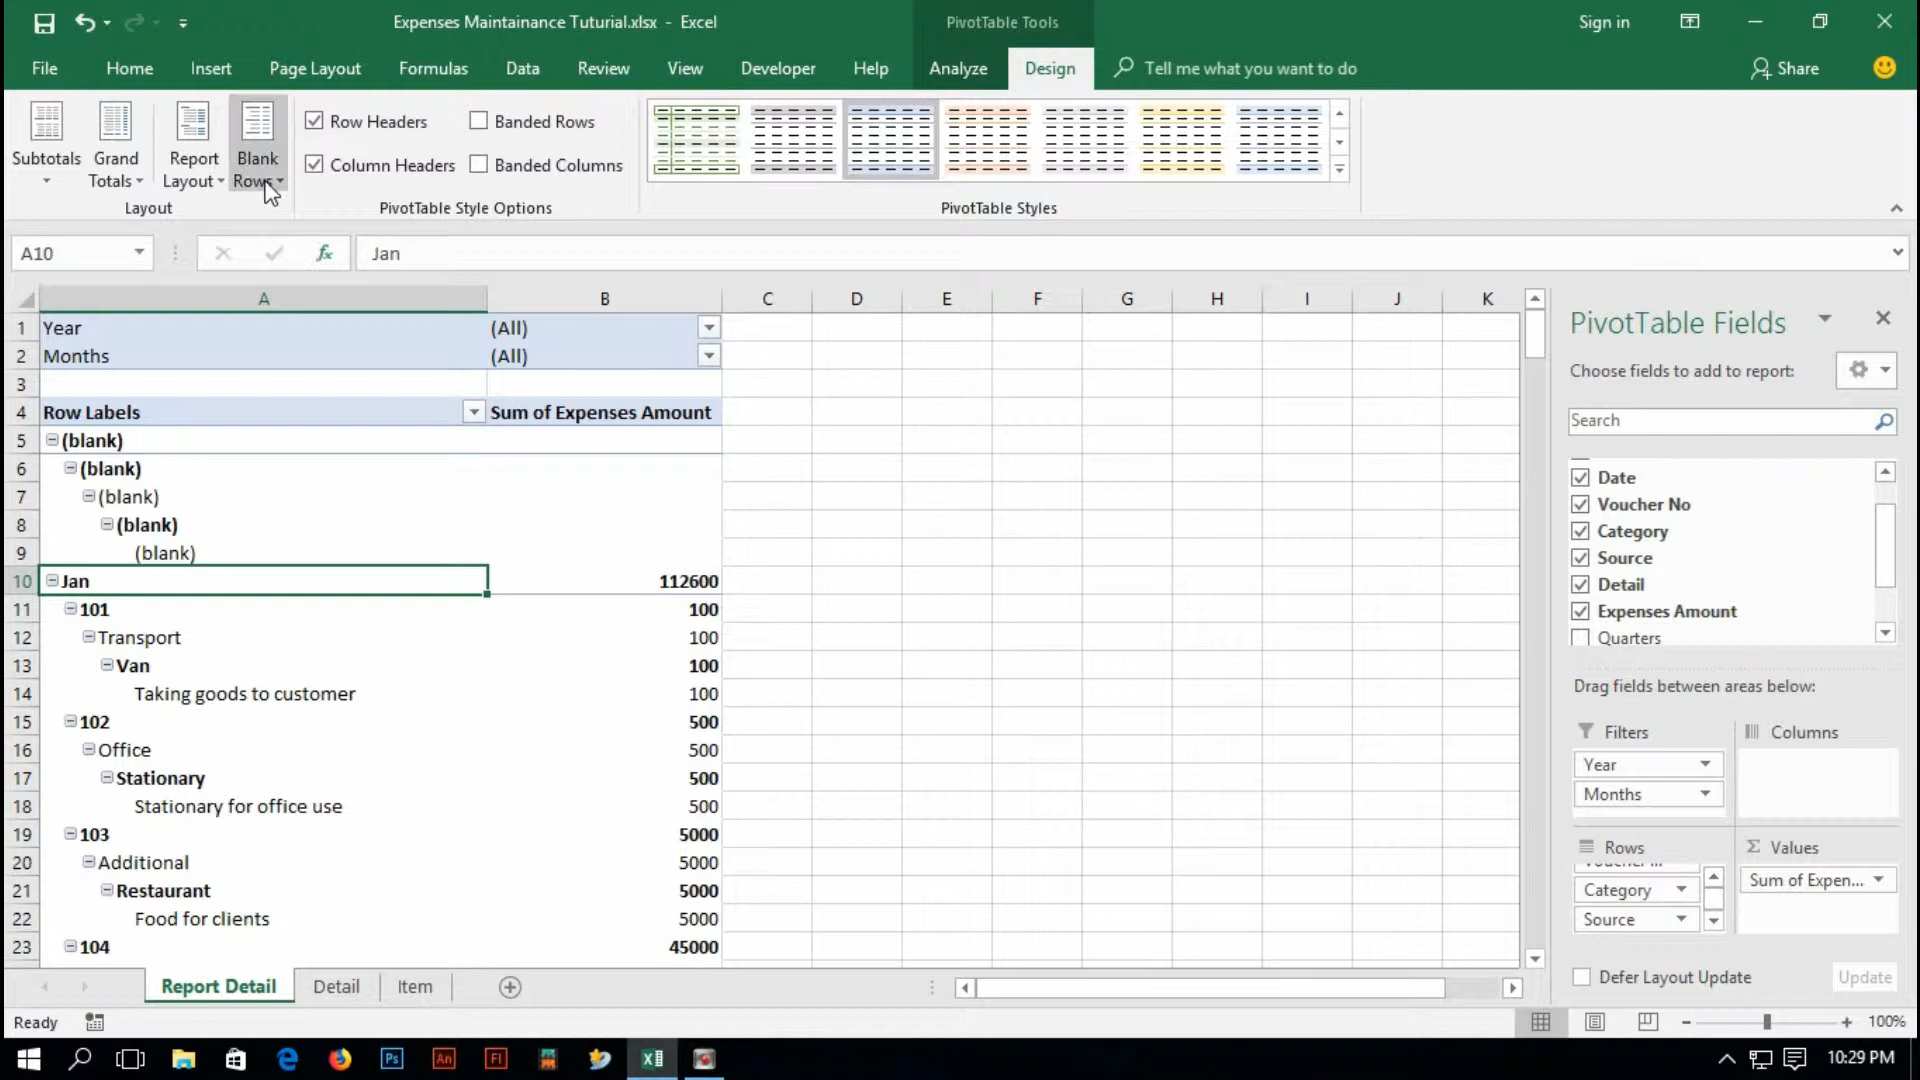 Expenses Maintainance Tuturial.xlsx - Excel
PivotTable Tools
Sign in
File Home Insert Page Layout Formulas Data Review View Developer Help Analyze Design Tell me what you want to do Share
Subtotals
Grand Totals
Report Layout
Blank Rows
Row Headers
Banded Rows
Column Headers
Banded Columns
Layout
PivotTable Style Options
PivotTable Styles
A10
fx
Jan
A B C D E F G H I J K
1 Year (All)
2 Months (All)
3
4 Row Labels Sum of Expenses Amount
5 (blank)
6 (blank)
7 (blank)
8 (blank)
9 (blank)
10 Jan 112600
11 101 100
12 Transport 100
13 Van 100
14 Taking goods to customer 100
15 102 500
16 Office 500
17 Stationary 500
18 Stationary for office use 500
19 103 5000
20 Additional 5000
21 Restaurant 5000
22 Food for clients 5000
23 104 45000
PivotTable Fields
Choose fields to add to report:
Search
Date
Voucher No
Category
Source
Detail
Expenses Amount
Quarters
Drag fields between areas below:
Filters
Columns
Year
Months
Rows
Σ Values
Category
Source
Sum of Expen...
Defer Layout Update
Update
Report Detail Detail Item
Ready
100%
Ps An Fl
10:29 PM